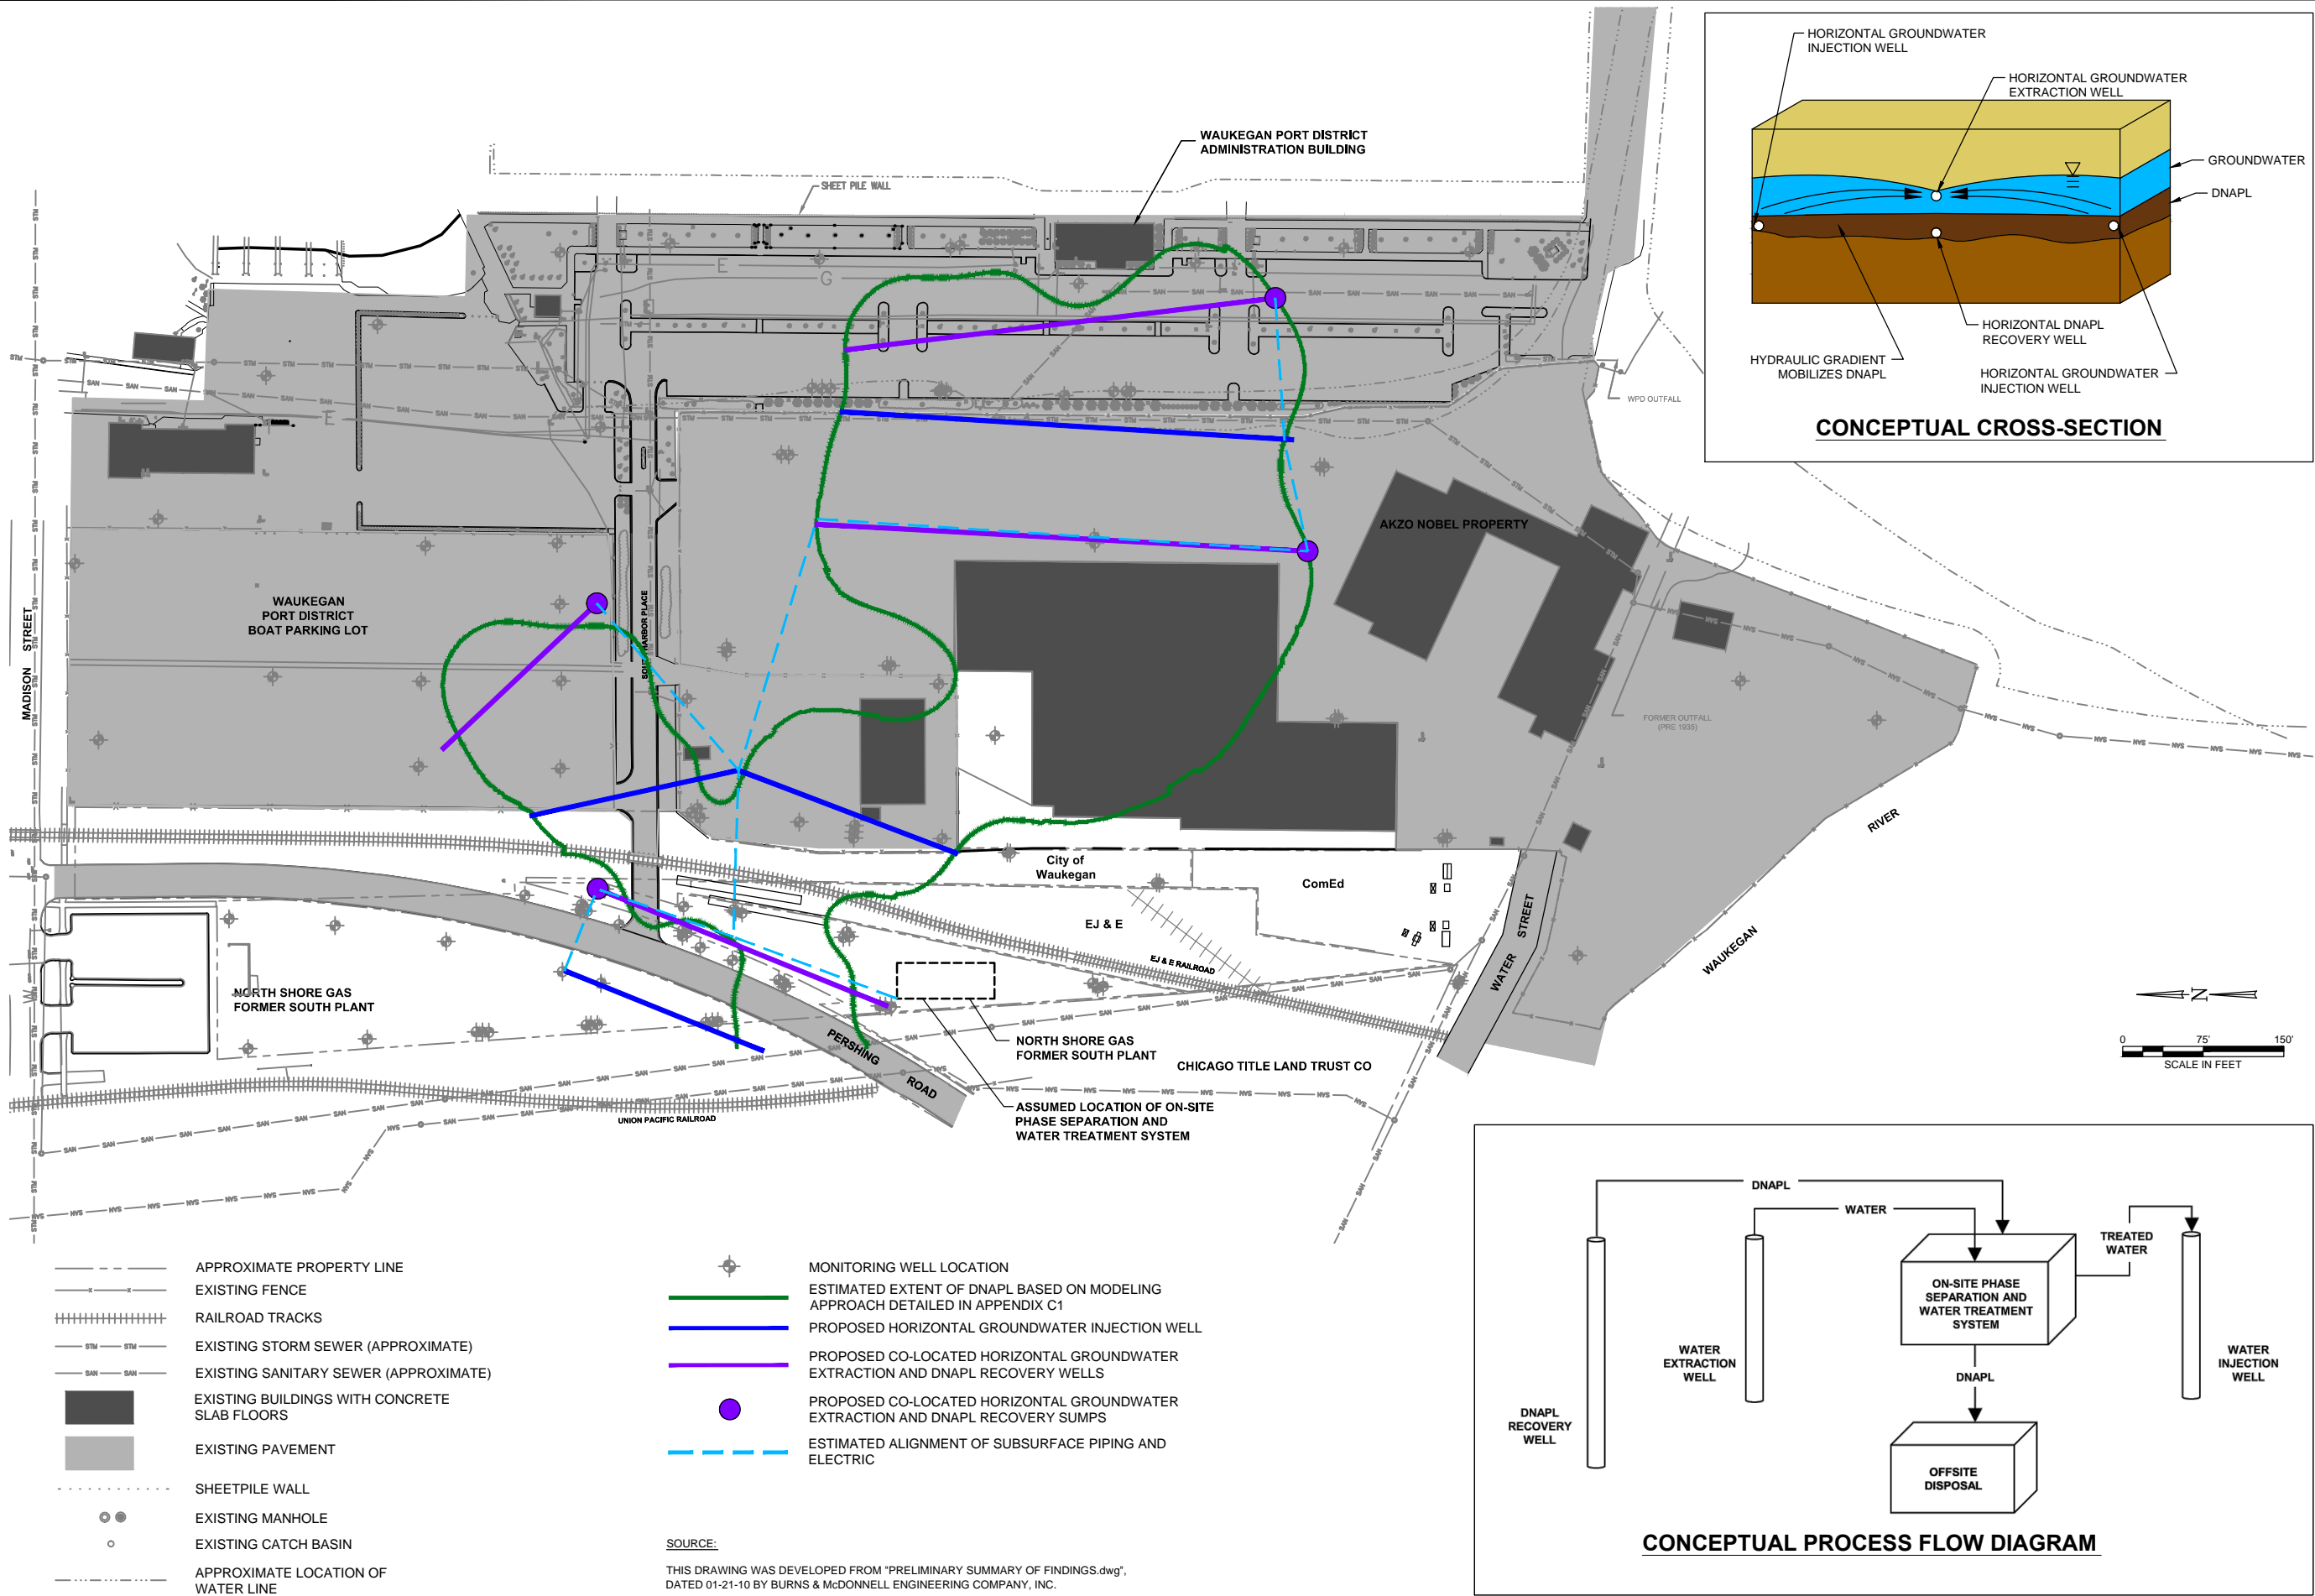 HORIZONTAL GROUNDWATER
INJECTION WELL
HORIZONTAL GROUNDWATER
EXTRACTION WELL
GROUNDWATER
DNAPL
HORIZONTAL DNAPL
RECOVERY WELL
HYDRAULIC GRADIENT
MOBILIZES DNAPL
HORIZONTAL GROUNDWATER
INJECTION WELL
CONCEPTUAL CROSS-SECTION
WAUKEGAN PORT DISTRICT
ADMINISTRATION BUILDING
SHEET PILE WALL
E
G
WPD OUTFALL
AKZO NOBEL PROPERTY
WAUKEGAN
PORT DISTRICT
BOAT PARKING LOT
MADISON STREET
FORMER OUTFALL
(PRE 1935)
RIVER
WAUKEGAN
City of
Waukegan
ComEd
EJ & E
EJ & E RAILROAD
WATER STREET
NORTH SHORE GAS
FORMER SOUTH PLANT
NORTH SHORE GAS
FORMER SOUTH PLANT
PERSHING
ROAD
CHICAGO TITLE LAND TRUST CO
ASSUMED LOCATION OF ON-SITE
PHASE SEPARATION AND
WATER TREATMENT SYSTEM
UNION PACIFIC RAILROAD
N
0 75' 150'
SCALE IN FEET
APPROXIMATE PROPERTY LINE
EXISTING FENCE
RAILROAD TRACKS
STM STM EXISTING STORM SEWER (APPROXIMATE)
SAN SAN EXISTING SANITARY SEWER (APPROXIMATE)
EXISTING BUILDINGS WITH CONCRETE
SLAB FLOORS
EXISTING PAVEMENT
SHEETPILE WALL
EXISTING MANHOLE
EXISTING CATCH BASIN
APPROXIMATE LOCATION OF
WATER LINE
MONITORING WELL LOCATION
ESTIMATED EXTENT OF DNAPL BASED ON MODELING
APPROACH DETAILED IN APPENDIX C1
PROPOSED HORIZONTAL GROUNDWATER INJECTION WELL
PROPOSED CO-LOCATED HORIZONTAL GROUNDWATER
EXTRACTION AND DNAPL RECOVERY WELLS
PROPOSED CO-LOCATED HORIZONTAL GROUNDWATER
EXTRACTION AND DNAPL RECOVERY SUMPS
ESTIMATED ALIGNMENT OF SUBSURFACE PIPING AND
ELECTRIC
SOURCE:
THIS DRAWING WAS DEVELOPED FROM "PRELIMINARY SUMMARY OF FINDINGS.dwg",
DATED 01-21-10 BY BURNS & McDONNELL ENGINEERING COMPANY, INC.
DNAPL
WATER
TREATED
WATER
ON-SITE PHASE
SEPARATION AND
WATER TREATMENT
SYSTEM
WATER
EXTRACTION
WELL
WATER
INJECTION
WELL
DNAPL
DNAPL
RECOVERY
WELL
OFFSITE
DISPOSAL
CONCEPTUAL PROCESS FLOW DIAGRAM